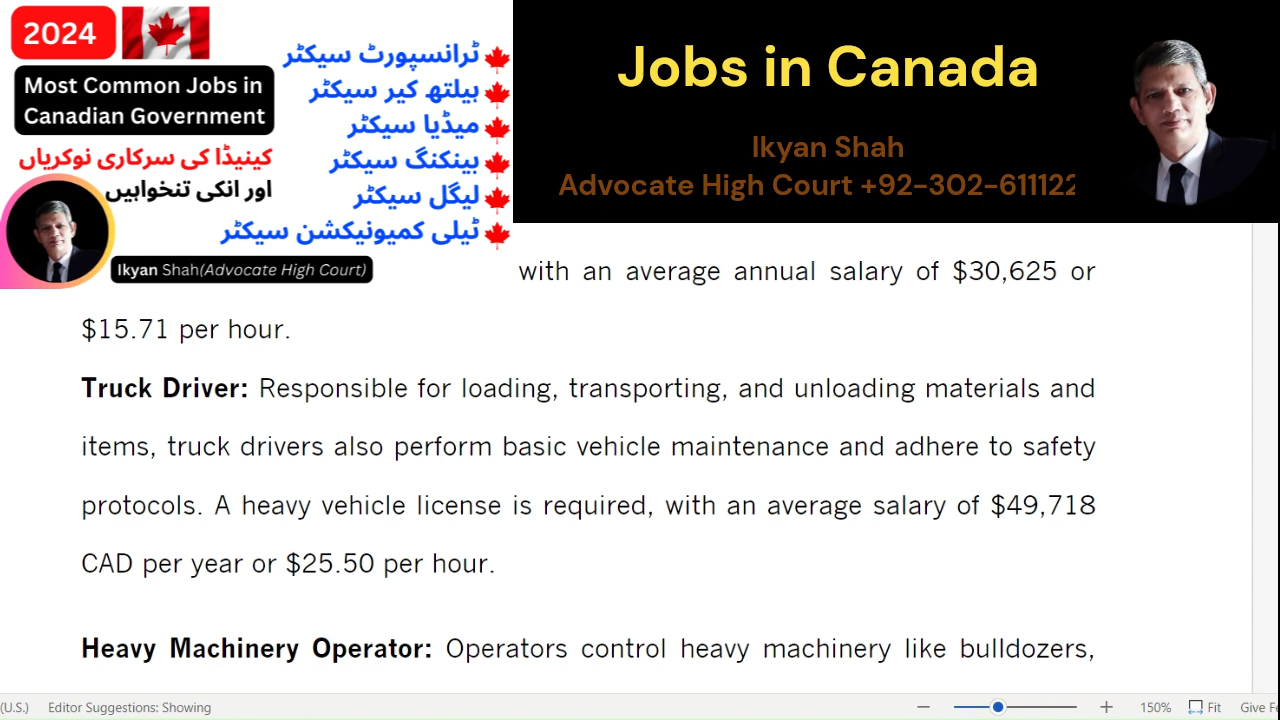 2024
Most Common Jobs in
Canadian Government
کینیڈا کی سرکاری نوکریاں
اور انکی تنخواہیں
Ikyan Shah(Advocate High Court)
ٹرانسپورٹ سیکٹر
ہیلتھ کیر سیکٹر
میڈیا سیکٹر
بینکنگ سیکٹر
لیگل سیکٹر
ٹیلی کمیونیکشن سیکٹر
Jobs in Canada
Ikyan Shah
Advocate High Court +92-302-611122
with an average annual salary of $30,625 or
$15.71 per hour.
Truck Driver: Responsible for loading, transporting, and unloading materials and
items, truck drivers also perform basic vehicle maintenance and adhere to safety
protocols. A heavy vehicle license is required, with an average salary of $49,718
CAD per year or $25.50 per hour.
Heavy Machinery Operator: Operators control heavy machinery like bulldozers,
(U.S.) Editor Suggestions: Showing 150% Fit Give